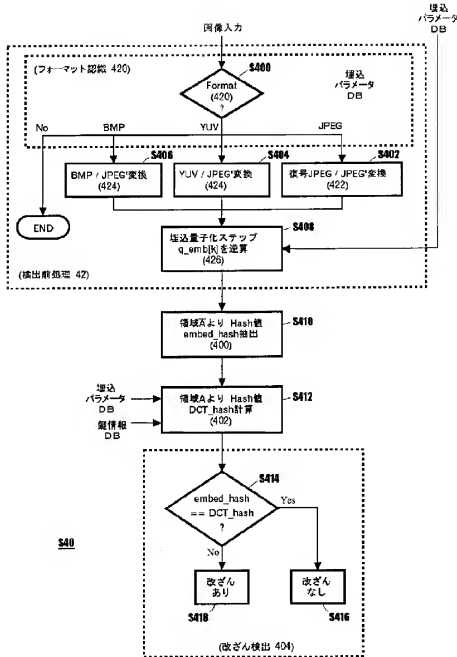 画像入力
埋込
パラメータ
DB
(フォーマット認識 420)
S400
Format
(420)
?
埋込
パラメータ
DB
No
BMP
YUV
JPEG
S406
S404
S402
BMP / JPEG'変換
(424)
YUV / JPEG'変換
(424)
復号JPEG / JPEG'変換
(422)
END
S408
埋込量子化ステップ
q_emb[k]を逆算
(426)
(検出前処理 42)
S410
領域Aより Hash値
embed_hash抽出
(400)
埋込
パラメータ
DB
鍵情報
DB
S412
領域Aより Hash値
DCT_hash計算
(402)
S414
embed_hash
== DCT_hash
?
Yes
No
S40
改ざん
あり
改ざん
なし
S418
S416
(改ざん検出 404)